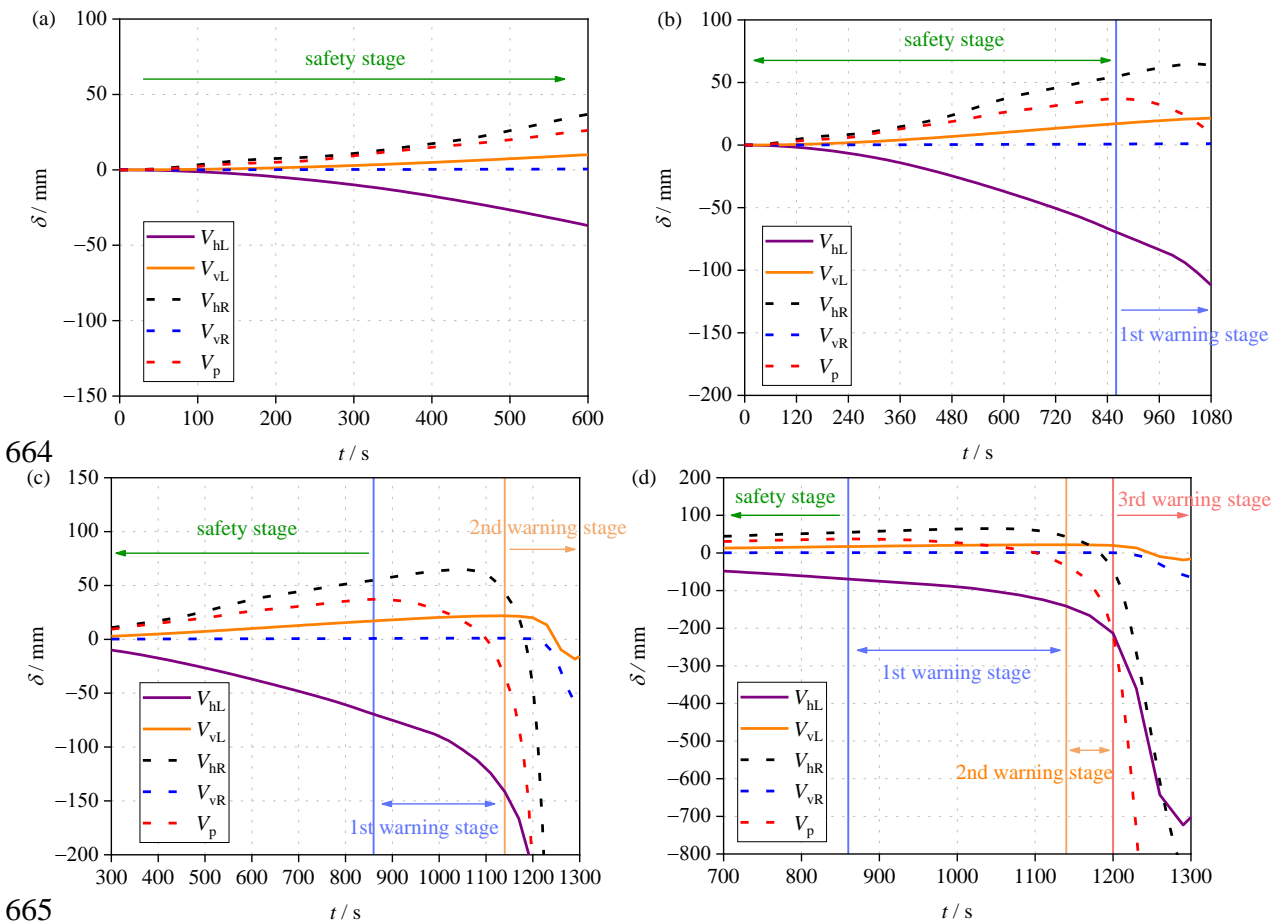 (a)
100
50
0
−50
−100
−150
δ / mm
safety stage
V_hL
V_vL
V_hR
V_vR
V_p
0 100 200 300 400 500 600
t / s
664
(b)
100
50
0
−50
−100
−150
−200
δ / mm
safety stage
1st warning stage
V_hL
V_vL
V_hR
V_vR
V_p
0 120 240 360 480 600 720 840 960 1080
t / s
(c)
150
100
50
0
−50
−100
−150
−200
δ / mm
safety stage
2nd warning stage
1st warning stage
V_hL
V_vL
V_hR
V_vR
V_p
300 400 500 600 700 800 900 1000 1100 1200 1300
t / s
665
(d)
200
100
0
−100
−200
−300
−400
−500
−600
−700
−800
δ / mm
safety stage
3rd warning stage
1st warning stage
2nd warning stage
V_hL
V_vL
V_hR
V_vR
V_p
700 800 900 1000 1100 1200 1300
t / s